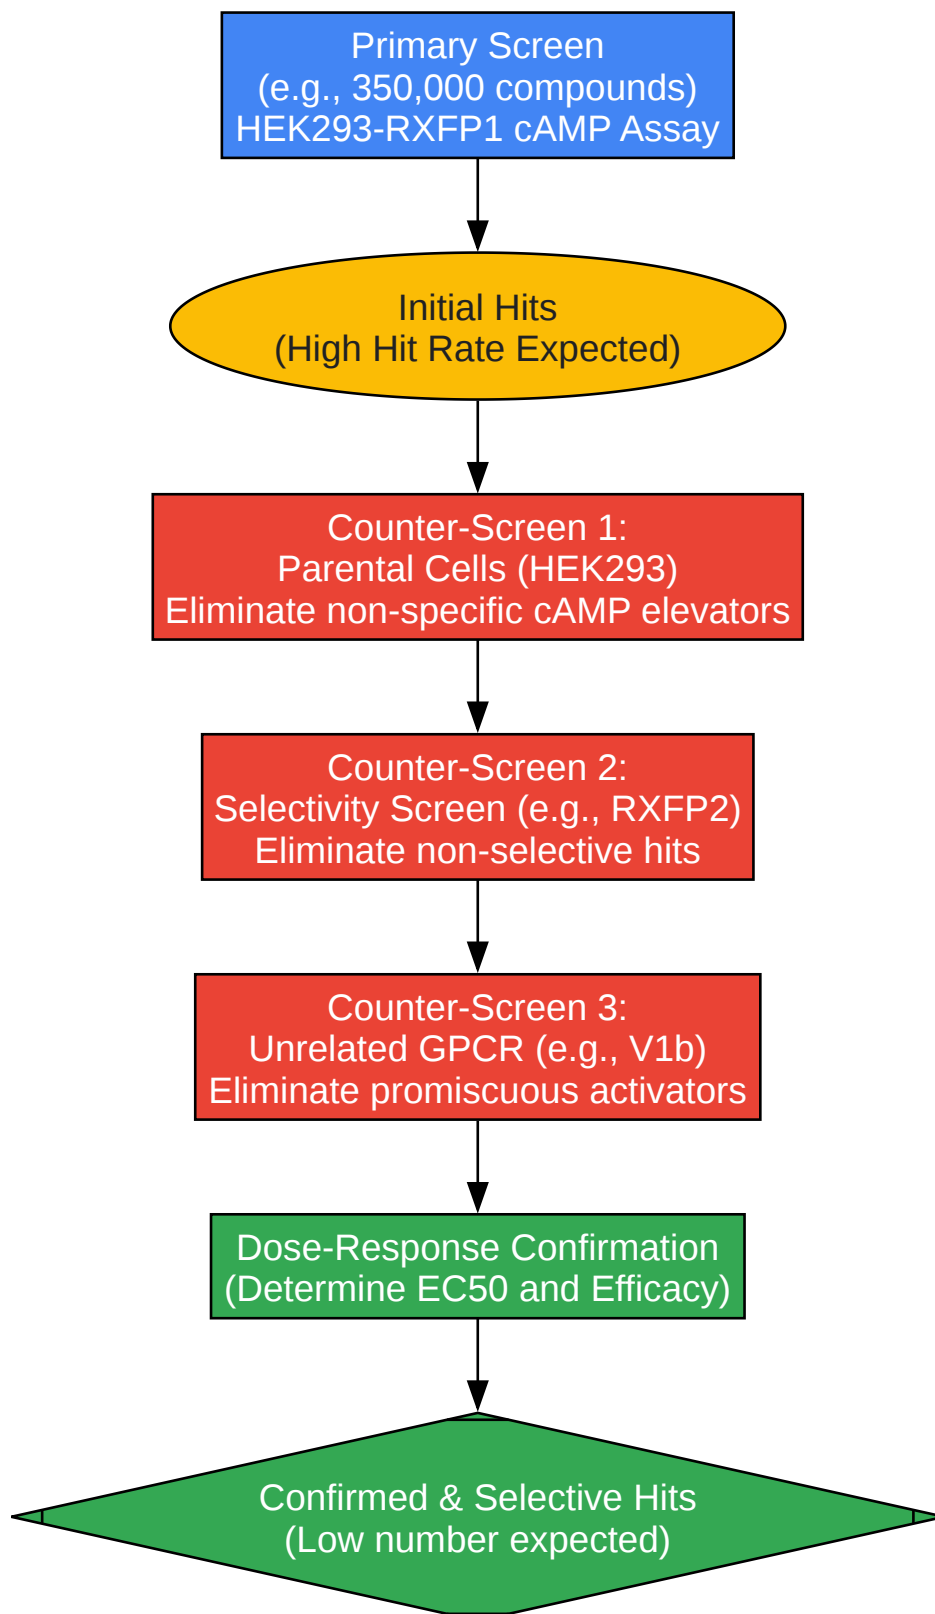 Primary Screen
(e.g., 350,000 compounds)
HEK293-RXFP1 cAMP Assay
Initial Hits
(High Hit Rate Expected)
Counter-Screen 1:
Parental Cells (HEK293)
Eliminate non-specific cAMP elevators
Counter-Screen 2:
Selectivity Screen (e.g., RXFP2)
Eliminate non-selective hits
Counter-Screen 3:
Unrelated GPCR (e.g., V1b)
Eliminate promiscuous activators
Dose-Response Confirmation
(Determine EC50 and Efficacy)
Confirmed & Selective Hits
(Low number expected)